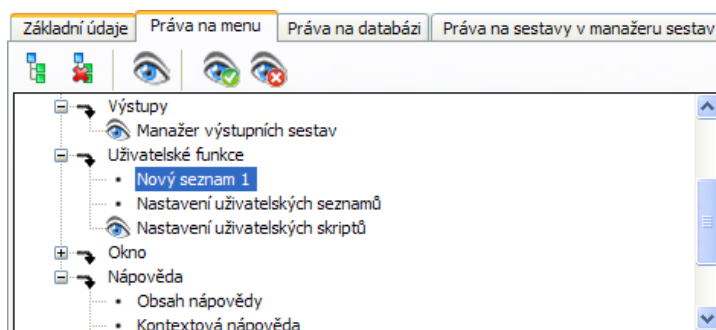 Základní údaje Práva na menu Práva na databázi Práva na sestavy v manažeru sestav
Výstupy
Manažer výstupních sestav
Uživatelské funkce
Nový seznam 1
Nastavení uživatelských seznamů
Nastavení uživatelských skriptů
Okno
Nápověda
Obsah nápovědy
Kontextová nápověda